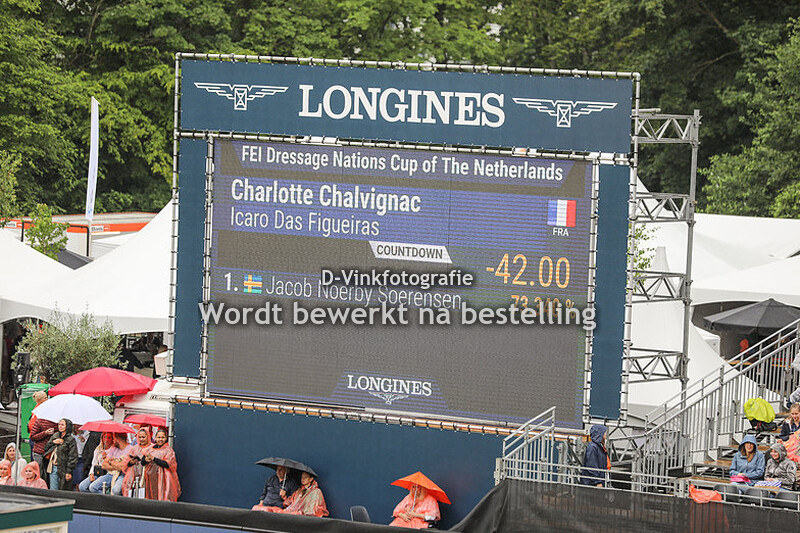 LONGINES
FEI Dressage Nations Cup of The Netherlands
Charlotte Chalvignac
Icaro Das Figueiras
FRA
COUNTDOWN
-42.00
D-Vinkfotografie
1. Jacob Noerby Soerensen
Wordt bewerkt na bestelling
LONGINES